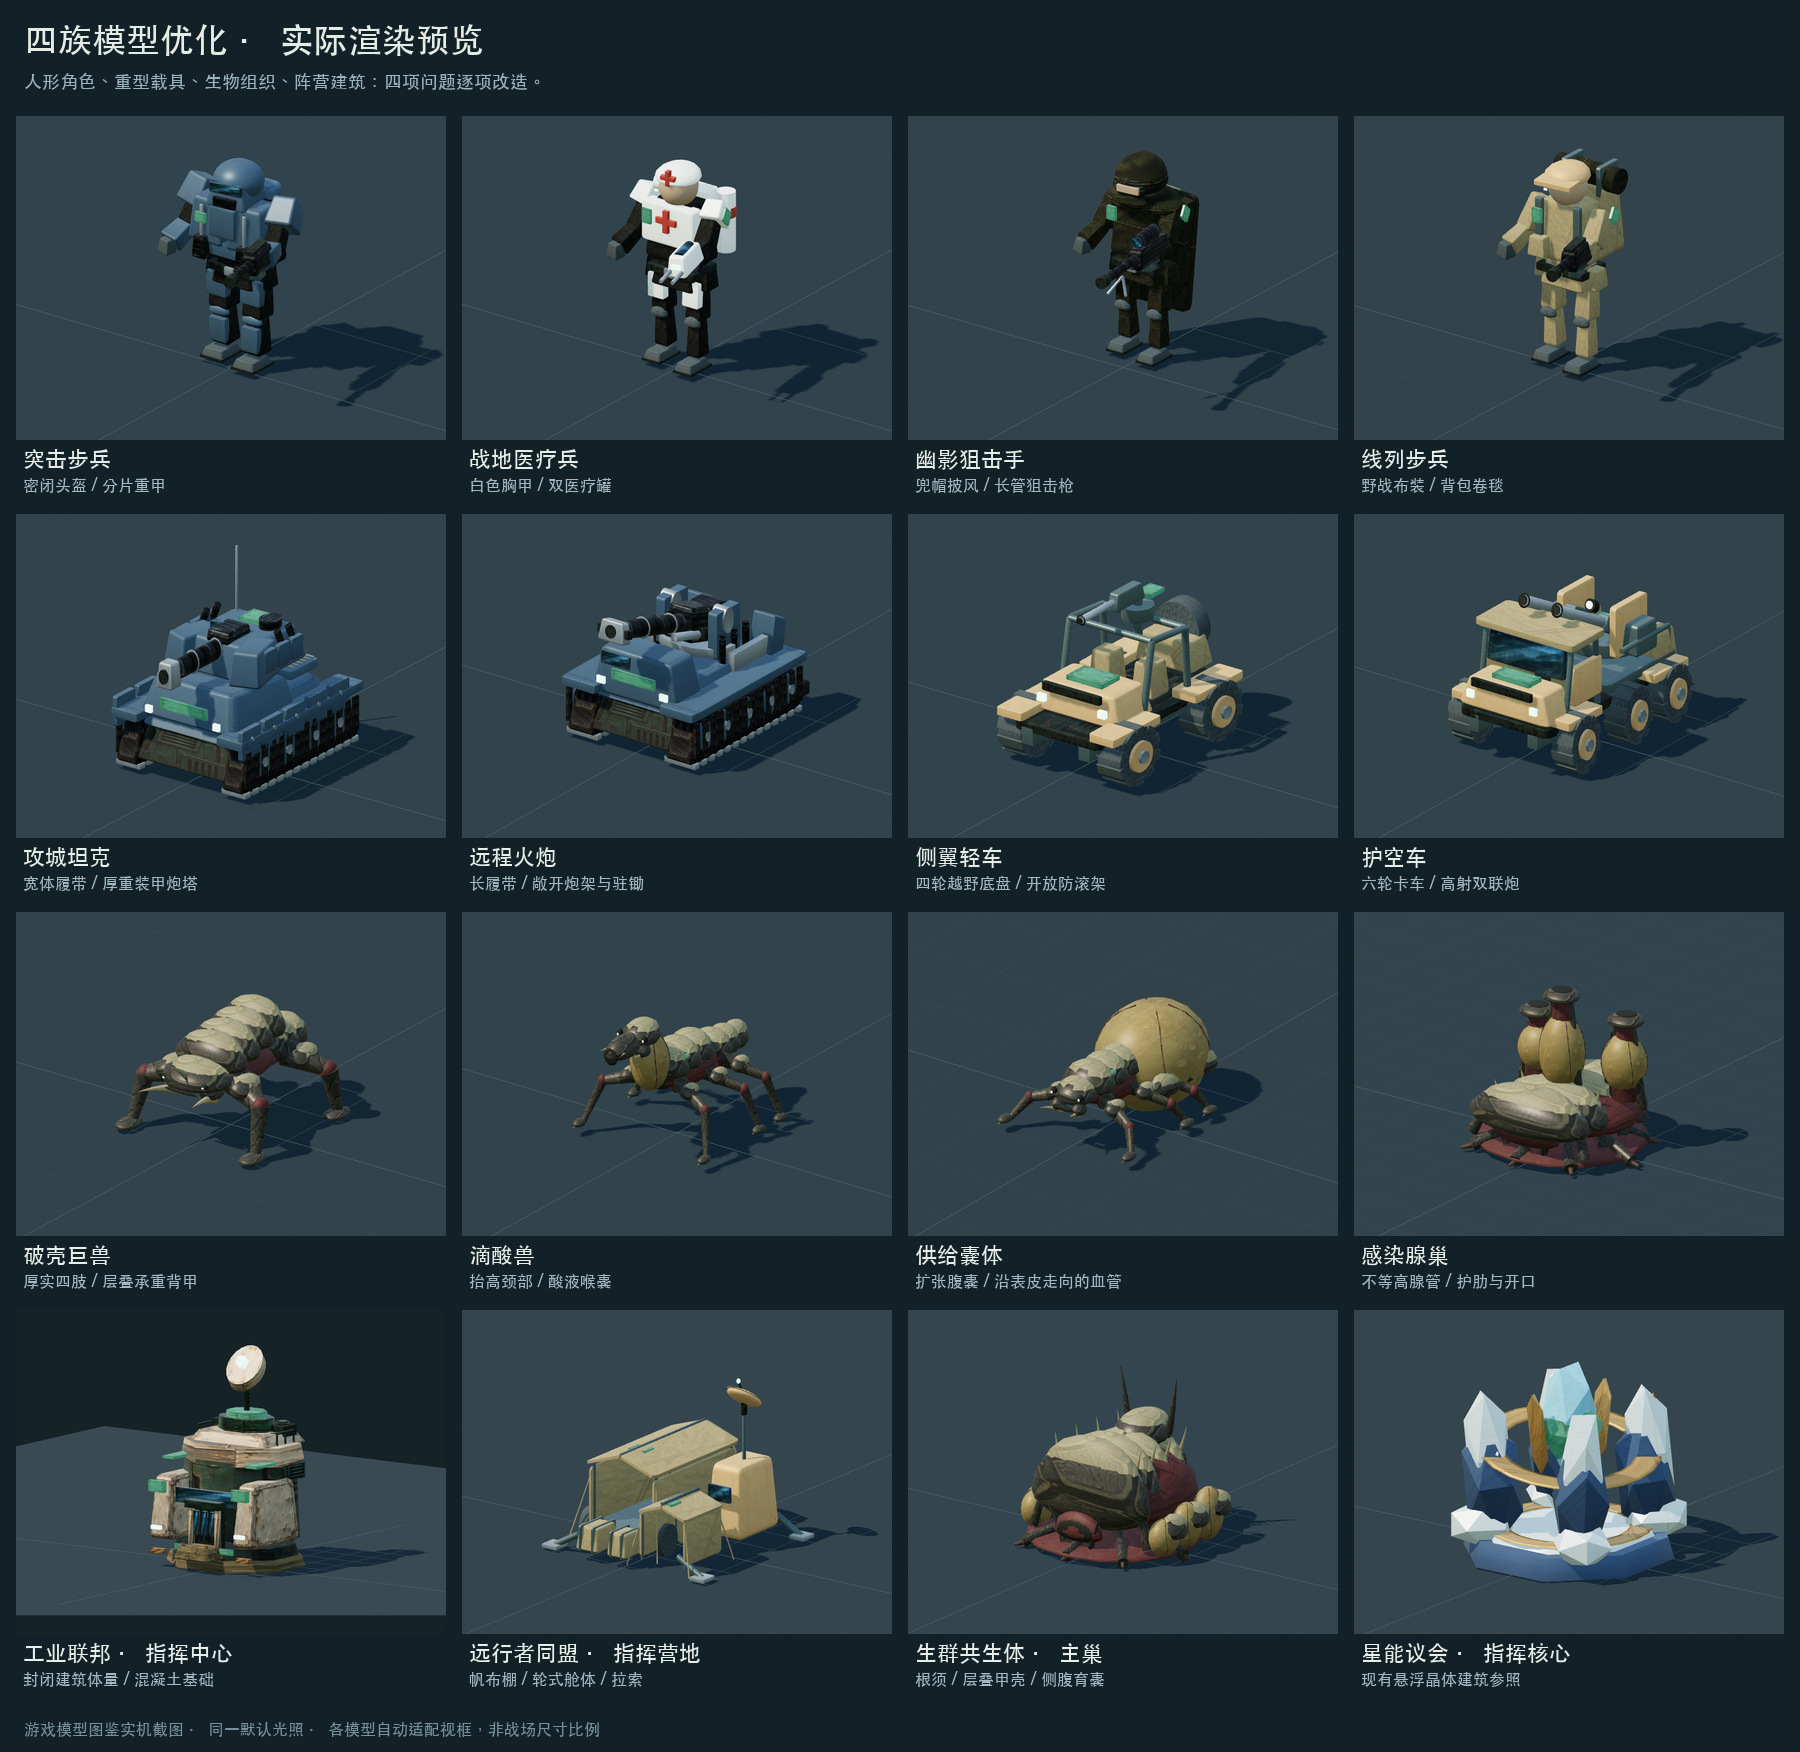 四族模型优化 · 实际渲染预览
人形角色、重型载具、生物组织、阵营建筑：四项问题逐项改造。
突击步兵
密闭头盔 / 分片重甲
战地医疗兵
白色胸甲 / 双医疗罐
幽影狙击手
兜帽披风 / 长管狙击枪
线列步兵
野战布装 / 背包卷毯
攻城坦克
宽体履带 / 厚重装甲炮塔
远程火炮
长履带 / 敞开炮架与驻锄
侧翼轻车
四轮越野底盘 / 开放防滚架
护空车
六轮卡车 / 高射双联炮
破壳巨兽
厚实四肢 / 层叠承重背甲
滴酸兽
抬高颈部 / 酸液喉囊
供给囊体
扩张腹囊 / 沿表皮走向的血管
感染腺巢
不等高腺管 / 护肋与开口
工业联邦 · 指挥中心
封闭建筑体量 / 混凝土基础
远行者同盟 · 指挥营地
帆布棚 / 轮式舱体 / 拉索
生群共生体 · 主巢
根须 / 层叠甲壳 / 侧腹育囊
星能议会 · 指挥核心
现有悬浮晶体建筑参照
游戏模型图鉴实机截图 · 同一默认光照 · 各模型自动适配视框，非战场尺寸比例